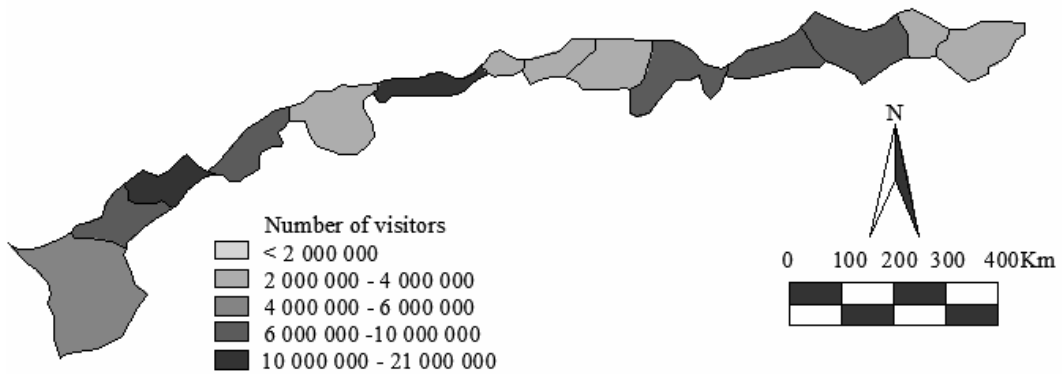 N
Number of visitors
< 2 000 000
2 000 000 - 4 000 000
4 000 000 - 6 000 000
6 000 000 -10 000 000
10 000 000 - 21 000 000
0 100 200 300 400Km